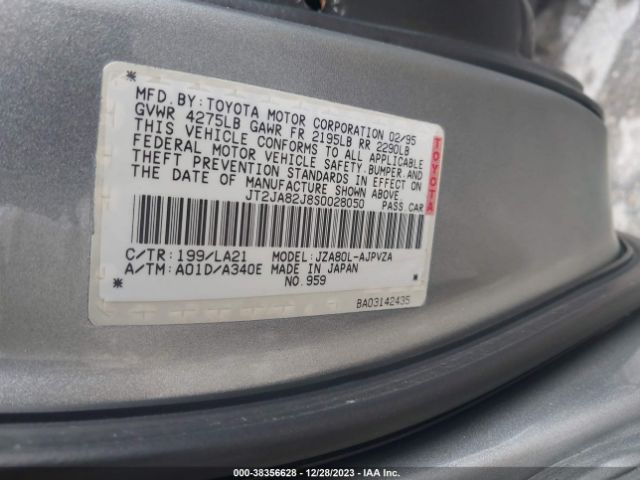 MFD.BY:TOYOTA MOTOR CORPORATION 02/95
GVWR 4275LB GAWR FR 2195LB RR 2290LB
THIS VEHICLE CONFORMS TO ALL APPLICABLE
FEDERAL MOTOR VEHICLE SAFETY.BUMPER.AND
THEFT PREVENTION STANDARDS IN EFFECT ON
THE DATE OF MANUFACTURE SHOWN ABOVE.
JT2JA82J8S0028050 PASS CAR
TOYOTA
C/TR:199/LA21 MODEL:JZA80L-AJPVZA
A/TM:A01D/A340E MADE IN JAPAN
NO.959
BA03142435
000-38356628 - 12/28/2023 - IAA Inc.